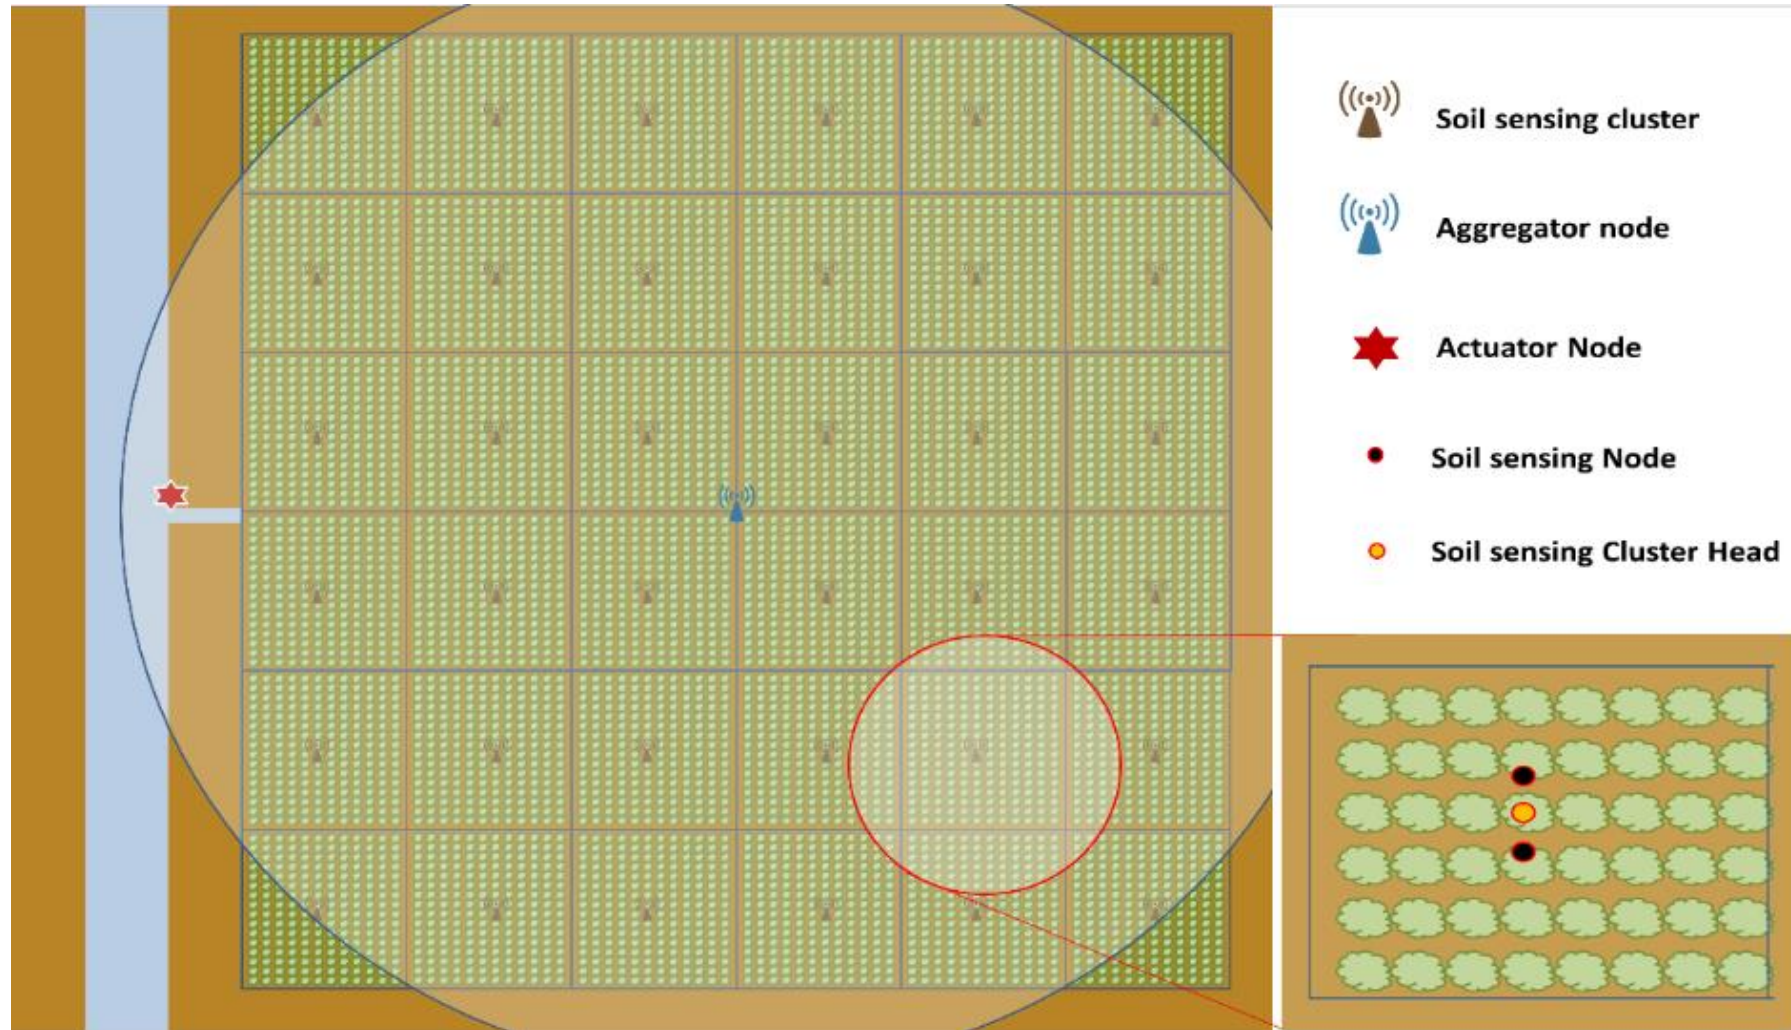 Soil sensing cluster
Aggregator node
Actuator Node
Soil sensing Node
Soil sensing Cluster Head